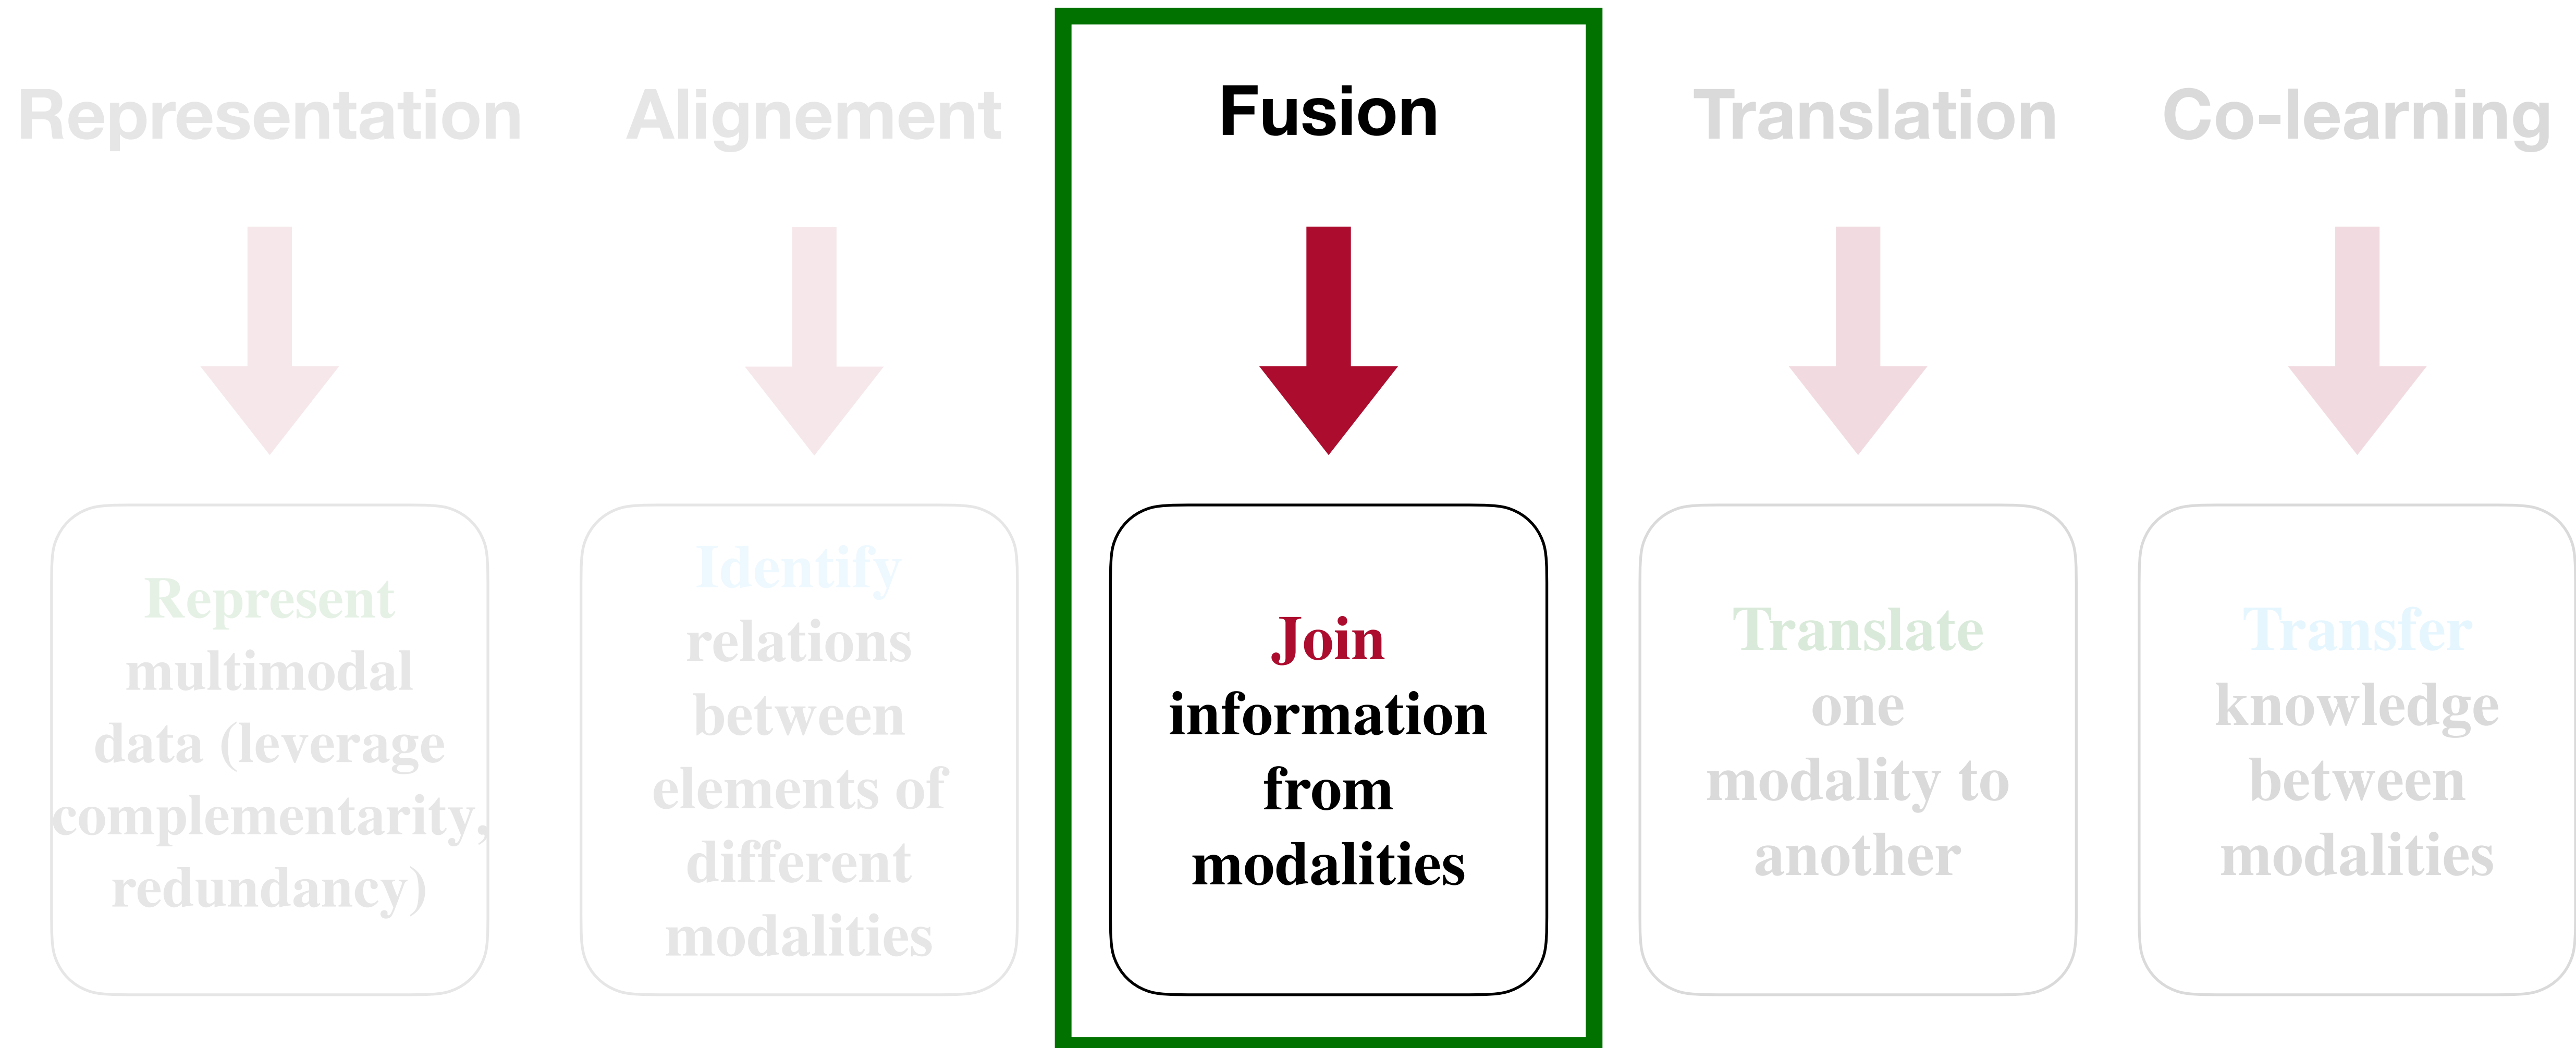 Representation
Alignement
Fusion
Translation
Co-learning
Represent
multimodal
data (leverage
complementarity,
redundancy)
Identify
relations
between
elements of
different
modalities
Join
information
from
modalities
Translate
one
modality to
another
Transfer
knowledge
between
modalities